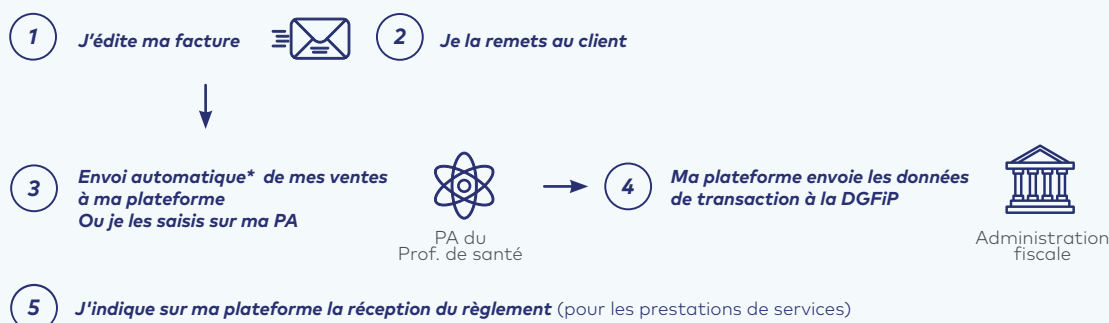 1 J'édite ma facture
2 Je la remets au client
3 Envoi automatique* de mes ventes
à ma plateforme
Ou je les saisis sur ma PA
PA du
Prof. de santé
4 Ma plateforme envoie les données
de transaction à la DGFiP
Administration
fiscale
5 J'indique sur ma plateforme la réception du règlement (pour les prestations de services)